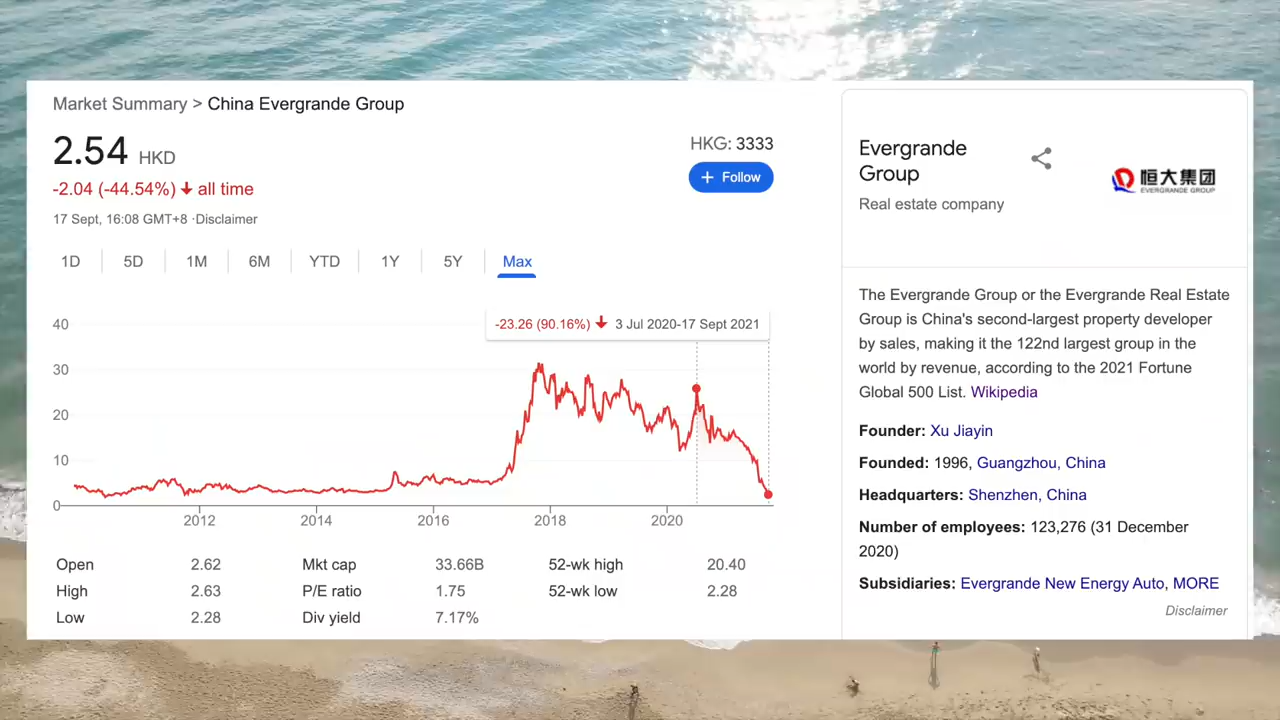 Market Summary > China Evergrande Group
2.54 HKD
HKG: 3333
-2.04 (-44.54%) ↓ all time
+ Follow
17 Sept, 16:08 GMT+8 ·Disclaimer
1D 5D 1M 6M YTD 1Y 5Y Max
-23.26 (90.16%) ↓ 3 Jul 2020-17 Sept 2021
40
30
20
10
0
2012 2014 2016 2018 2020
Open 2.62 Mkt cap 33.66B 52-wk high 20.40
High 2.63 P/E ratio 1.75 52-wk low 2.28
Low 2.28 Div yield 7.17%
Evergrande
Group
Real estate company
恒大集团
EVERGRANDE GROUP
The Evergrande Group or the Evergrande Real Estate
Group is China's second-largest property developer
by sales, making it the 122nd largest group in the
world by revenue, according to the 2021 Fortune
Global 500 List. Wikipedia
Founder: Xu Jiayin
Founded: 1996, Guangzhou, China
Headquarters: Shenzhen, China
Number of employees: 123,276 (31 December
2020)
Subsidiaries: Evergrande New Energy Auto, MORE
Disclaimer